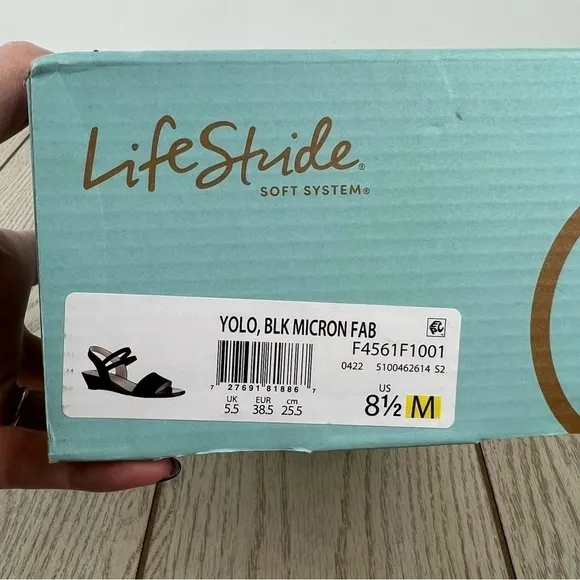 LifeStride®
SOFT SYSTEM®
YOLO, BLK MICRON FAB
F4561F1001
0422 5100462614 S2
7 27691 81886 7
UK EUR cm
5.5 38.5 25.5
US
8½ M